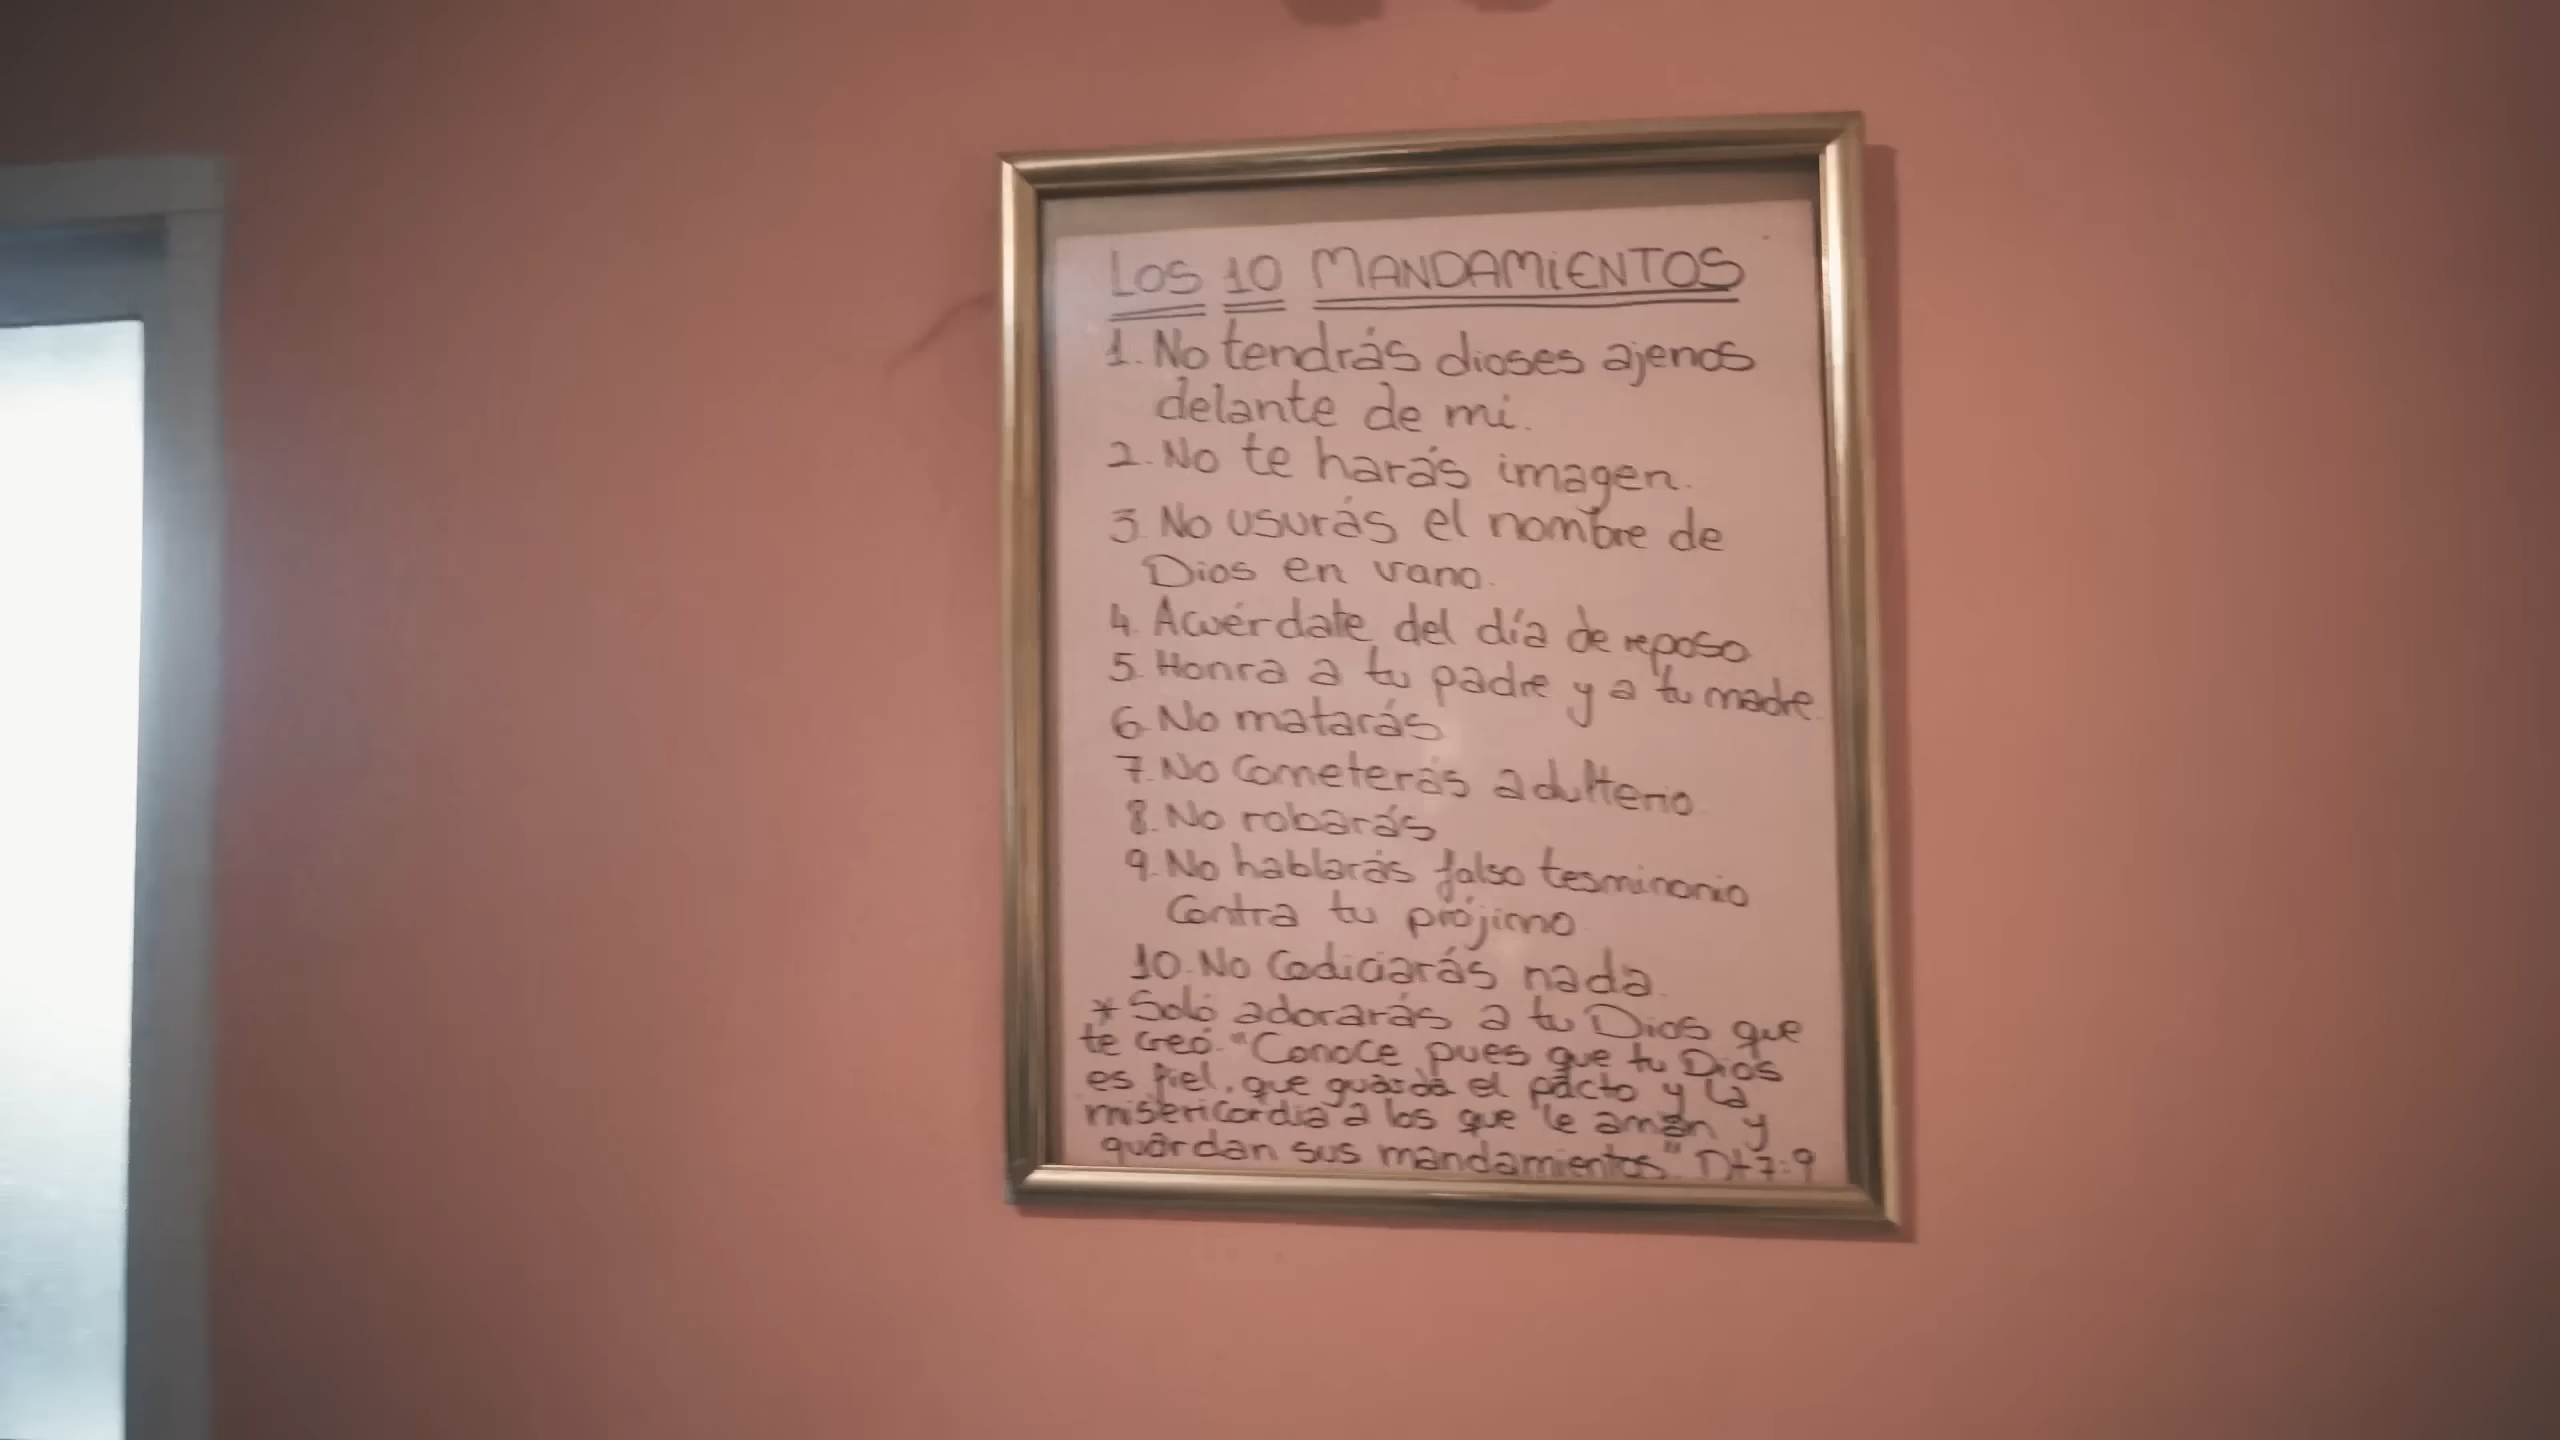 LOS 10 MANDAMiENTOS
1. No tendrás dioses ajenos
delante de mi.
2. No te harás imagen.
3. No usurás el nombre de
Dios en vano.
4. Acuérdate del día de reposo
5. Honra a tu padre y a tu madre.
6. No matarás
7. No Cometerás adulterio
8. No robarás
9. No hablarás falso tesminonio
Contra tu prójimo
10. No Codiciarás nada.
* Soló adorarás a tu Dios que
te creó. "Conoce pues que tu Dios
es fiel, que guarda el pacto y la
misericordia a los que le aman y
guardan sus mandamientos". Dt 7:9